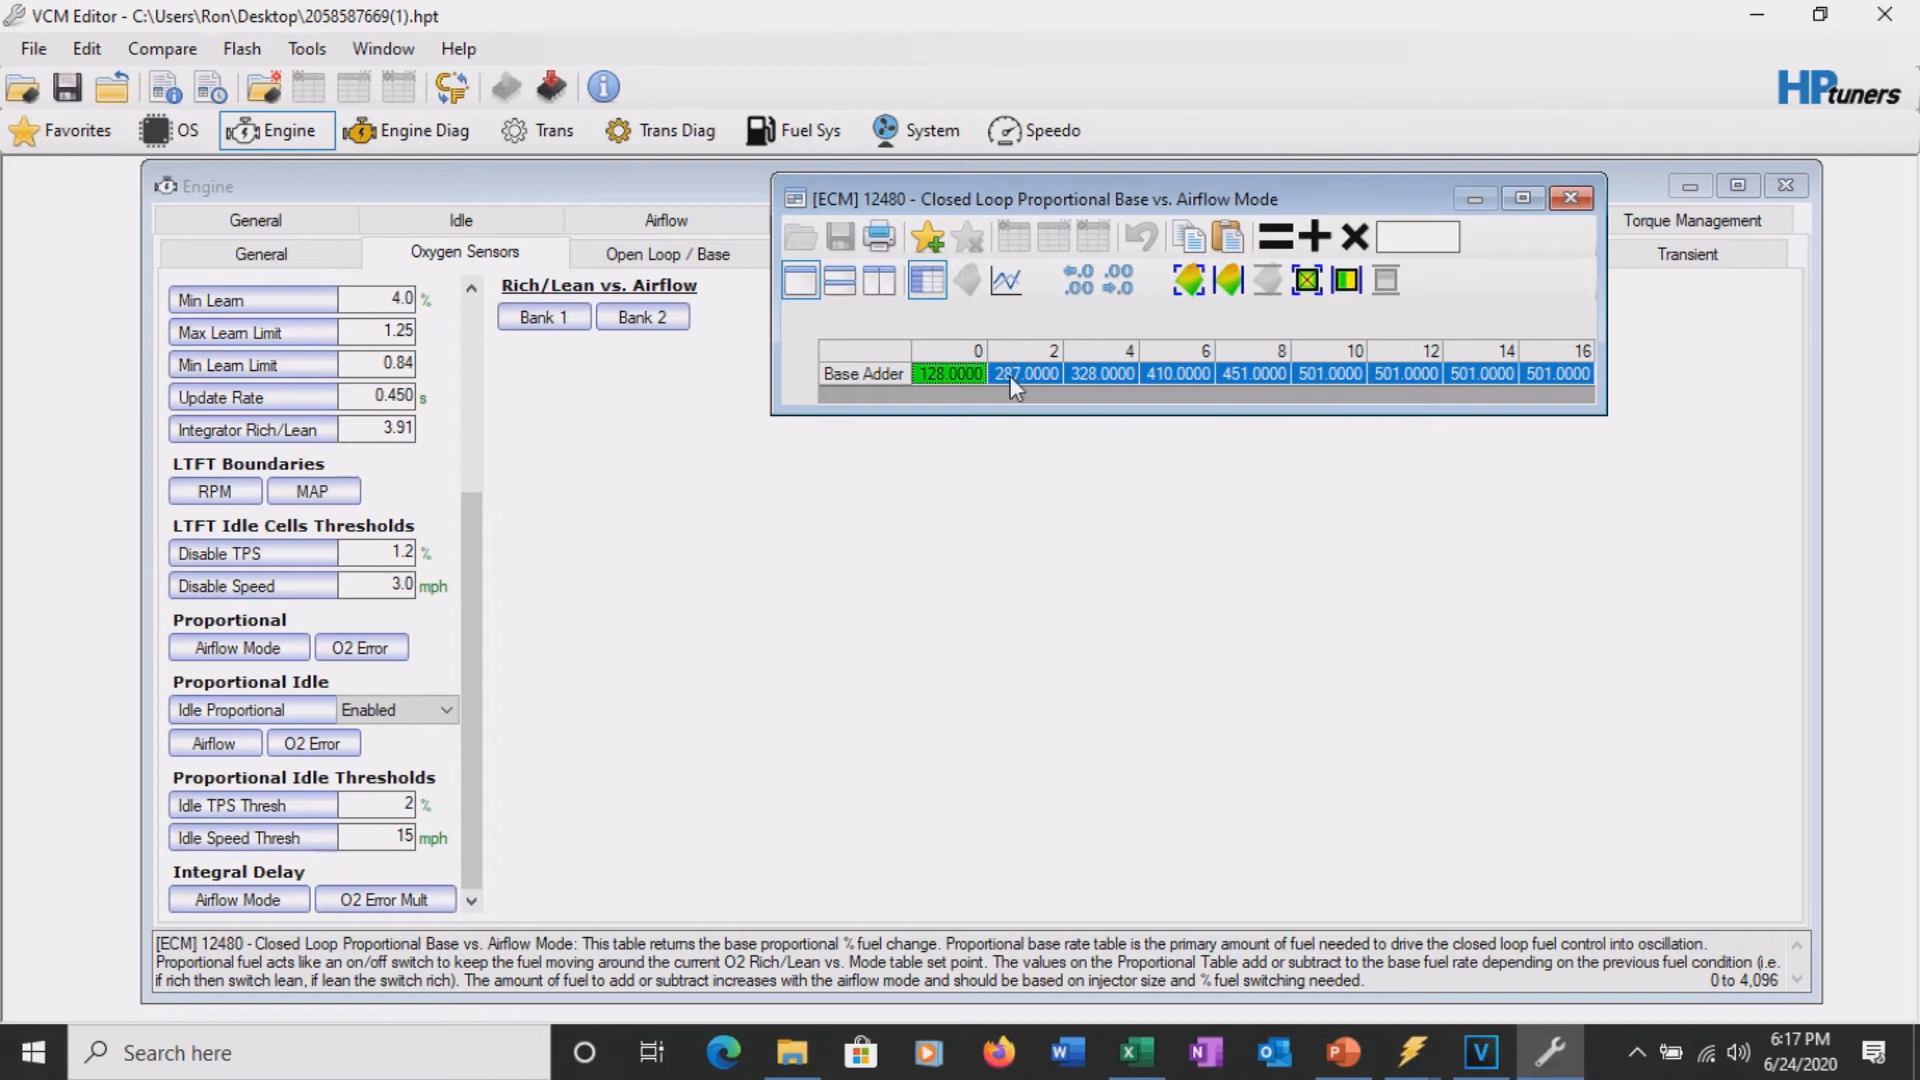 VCM Editor - C:\Users\Ron\Desktop\2058587669(1).hpt
File Edit Compare Flash Tools Window Help
HPtuners
Favorites OS Engine Engine Diag Trans Trans Diag Fuel Sys System Speedo
Engine
General Idle Airflow Torque Management
General Oxygen Sensors Open Loop / Base Transient
Min Learn 4.0 %
Max Learn Limit 1.25
Min Learn Limit 0.84
Update Rate 0.450 s
Integrator Rich/Lean 3.91
LTFT Boundaries
RPM MAP
LTFT Idle Cells Thresholds
Disable TPS 1.2 %
Disable Speed 3.0 mph
Proportional
Airflow Mode O2 Error
Proportional Idle
Idle Proportional Enabled
Airflow O2 Error
Proportional Idle Thresholds
Idle TPS Thresh 2 %
Idle Speed Thresh 15 mph
Integral Delay
Airflow Mode O2 Error Mult
Rich/Lean vs. Airflow
Bank 1 Bank 2
[ECM] 12480 - Closed Loop Proportional Base vs. Airflow Mode
0 2 4 6 8 10 12 14 16
Base Adder 128.0000 287.0000 328.0000 410.0000 451.0000 501.0000 501.0000 501.0000 501.0000
[ECM] 12480 - Closed Loop Proportional Base vs. Airflow Mode: This table returns the base proportional % fuel change. Proportional base rate table is the primary amount of fuel needed to drive the closed loop fuel control into oscillation.
Proportional fuel acts like an on/off switch to keep the fuel moving around the current O2 Rich/Lean vs. Mode table set point. The values on the Proportional Table add or subtract to the base fuel rate depending on the previous fuel condition (i.e.
if rich then switch lean, if lean the switch rich). The amount of fuel to add or subtract increases with the airflow mode and should be based on injector size and % fuel switching needed. 0 to 4,096
Search here
6:17 PM
6/24/2020